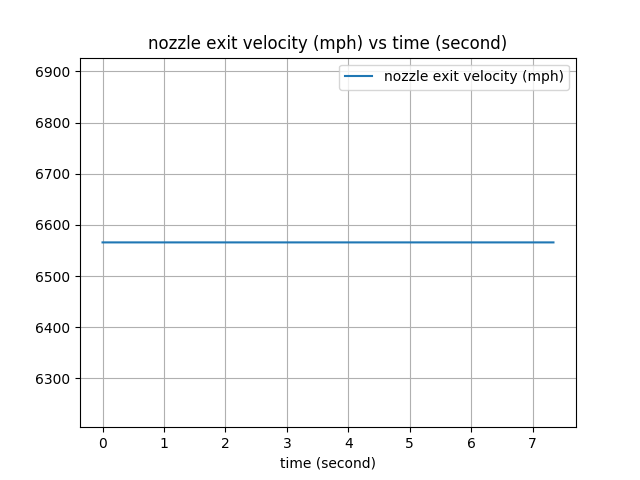 nozzle exit velocity (mph) vs time (second)
nozzle exit velocity (mph)
6900
6800
6700
6600
6500
6400
6300
0 1 2 3 4 5 6 7
time (second)